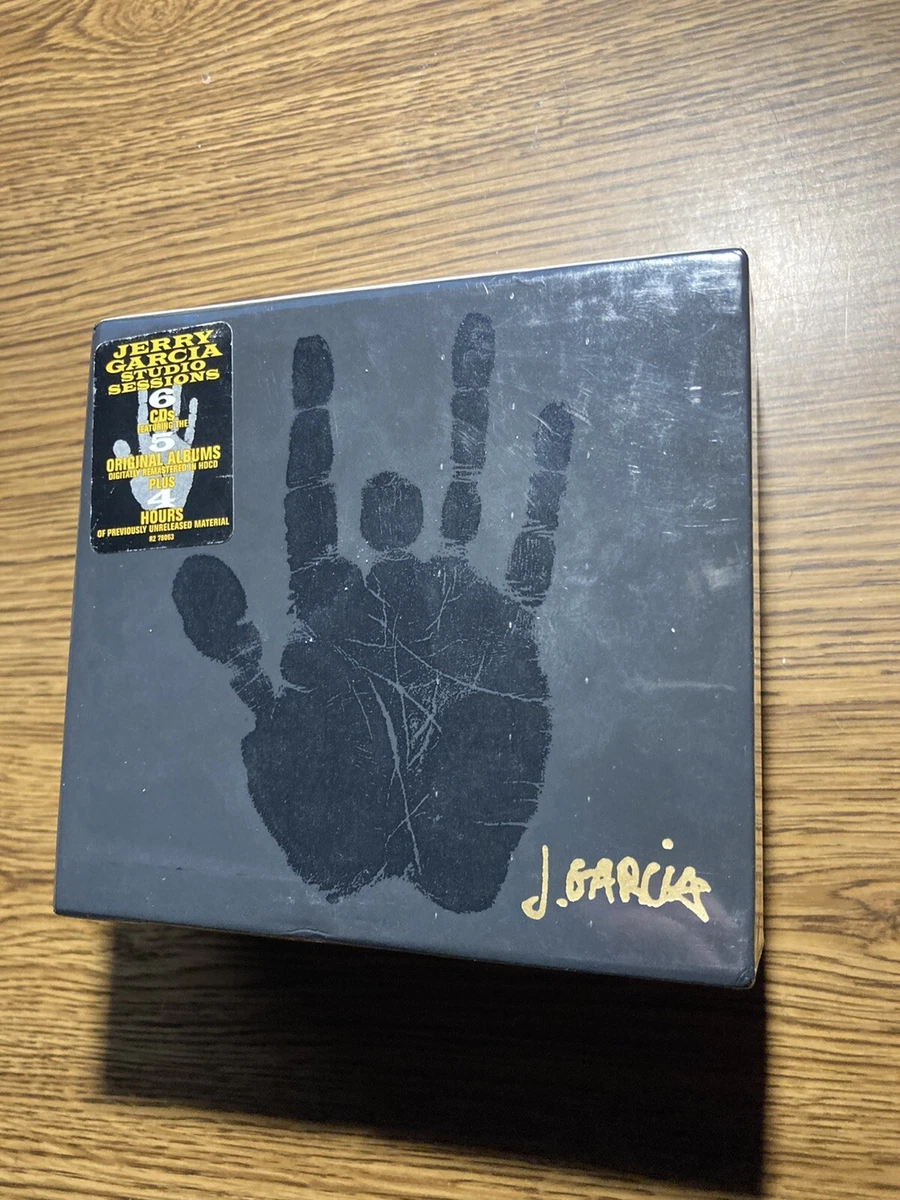 JERRY
GARCIA
STUDIO
SESSIONS
6
CDs
FEATURING THE
5
ORIGINAL ALBUMS
DIGITALLY REMASTERED IN HDCD
PLUS
4
HOURS
OF PREVIOUSLY UNRELEASED MATERIAL
R2 78063
J. GARCIA